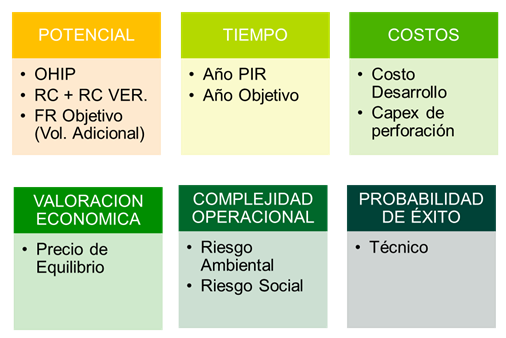 POTENCIAL
• OHIP
• RC + RC VER.
• FR Objetivo
(Vol. Adicional)
TIEMPO
• Año PIR
• Año Objetivo
COSTOS
• Costo
Desarrollo
• Capex de
perforación
VALORACION
ECONOMICA
• Precio de
Equilibrio
COMPLEJIDAD
OPERACIONAL
• Riesgo
Ambiental
• Riesgo Social
PROBABILIDAD
DE ÉXITO
• Técnico